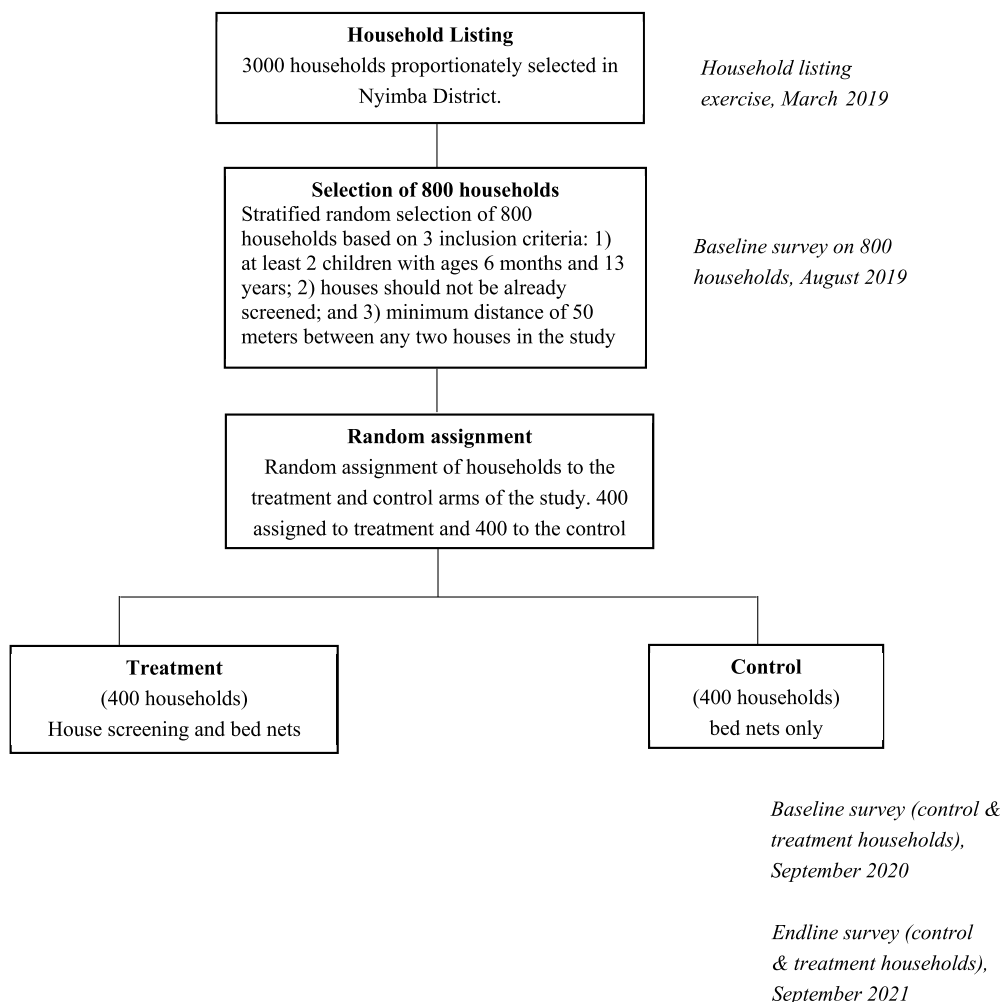 Household Listing
3000 households proportionately selected in
Nyimba District.
Household listing
exercise, March 2019
Selection of 800 households
Stratified random selection of 800
households based on 3 inclusion criteria: 1)
at least 2 children with ages 6 months and 13
years; 2) houses should not be already
screened; and 3) minimum distance of 50
meters between any two houses in the study
Baseline survey on 800
households, August 2019
Random assignment
Random assignment of households to the
treatment and control arms of the study. 400
assigned to treatment and 400 to the control
Treatment
(400 households)
House screening and bed nets
Control
(400 households)
bed nets only
Baseline survey (control &
treatment households),
September 2020
Endline survey (control
& treatment households),
September 2021